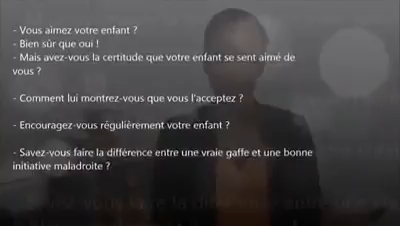 - Vous aimez votre enfant ?
- Bien sûr que oui !
- Mais avez-vous la certitude que votre enfant se sent aimé de
vous ?
- Comment lui montrez-vous que vous l'acceptez ?
- Encouragez-vous régulièrement votre enfant ?
- Savez-vous faire la différence entre une vraie gaffe et une bonne
initiative maladroite ?